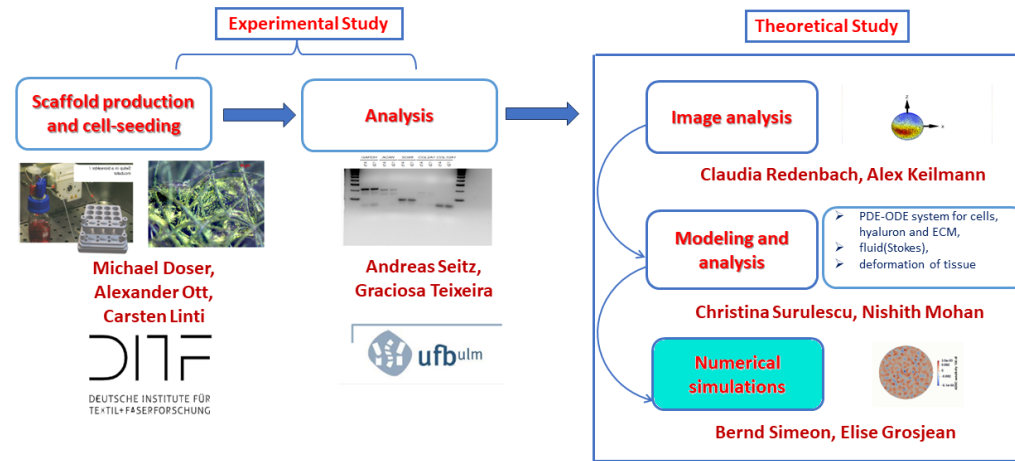 Experimental Study
Theoretical Study
Scaffold production
and cell-seeding
Analysis
Michael Doser,
Alexander Ott,
Carsten Linti
DITF
DEUTSCHE INSTITUTE FÜR
TEXTIL+FASERFORSCHUNG
Andreas Seitz,
Graciosa Teixeira
ufbulm
Image analysis
z
x
Claudia Redenbach, Alex Keilmann
Modeling and
analysis
PDE-ODE system for cells,
hyaluron and ECM,
fluid(Stokes),
deformation of tissue
Christina Surulescu, Nishith Mohan
Numerical
simulations
Bernd Simeon, Elise Grosjean